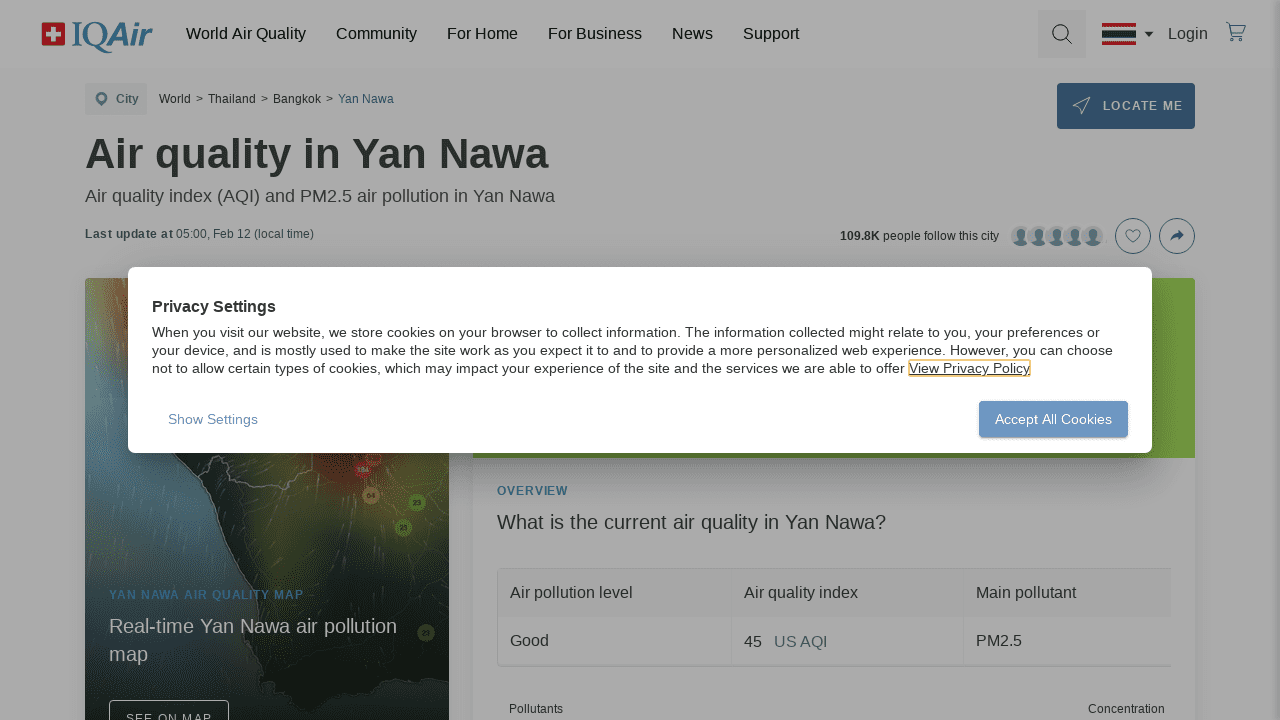 IQAir
World Air Quality
Community
For Home
For Business
News
Support
Login
City
World > Thailand > Bangkok > Yan Nawa
LOCATE ME
Air quality in Yan Nawa
Air quality index (AQI) and PM2.5 air pollution in Yan Nawa
Last update at 05:00, Feb 12 (local time)
109.8K people follow this city
Privacy Settings
When you visit our website, we store cookies on your browser to collect information. The information collected might relate to you, your preferences or
your device, and is mostly used to make the site work as you expect it to and to provide a more personalized web experience. However, you can choose
not to allow certain types of cookies, which may impact your experience of the site and the services we are able to offer View Privacy Policy
Show Settings
Accept All Cookies
YAN NAWA AIR QUALITY MAP
Real-time Yan Nawa air pollution
map
SEE ON MAP
OVERVIEW
What is the current air quality in Yan Nawa?
Air pollution level
Air quality index
Main pollutant
Good
45 US AQI
PM2.5
Pollutants
Concentration